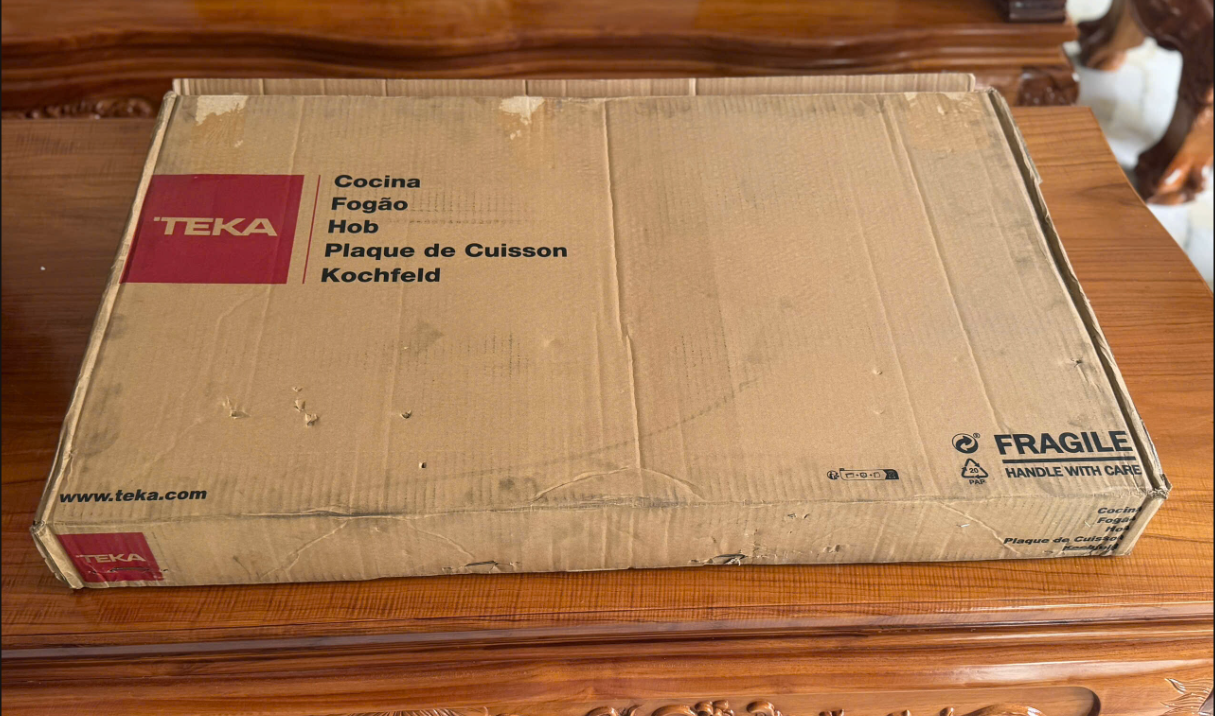 TEKA
Cocina
Fogão
Hob
Plaque de Cuisson
Kochfeld
www.teka.com
FRAGILE
HANDLE WITH CARE
20
PAP
TEKA
Cocina
Fogão
Hob
Plaque de Cuisson
Kochfeld